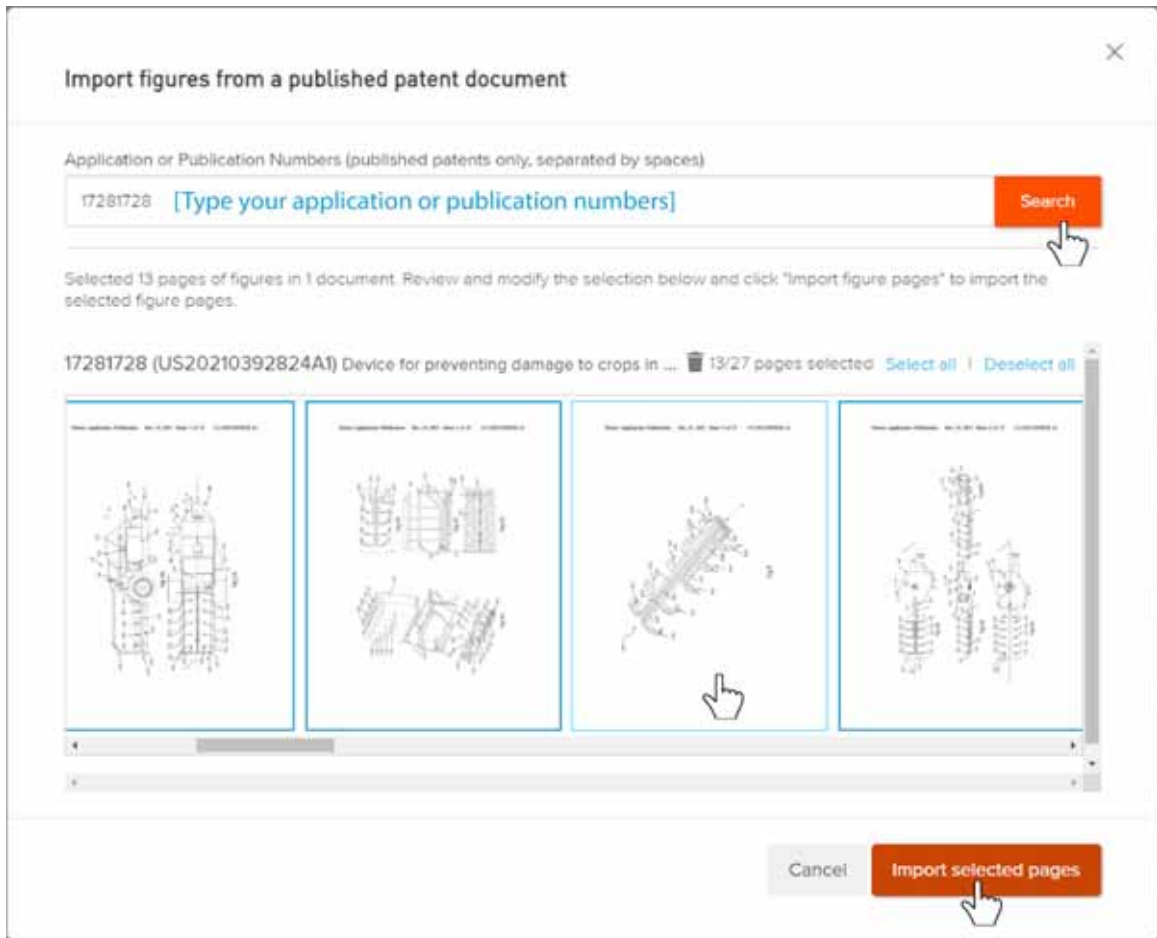 Import figures from a published patent document
Application or Publication Numbers (published patents only, separated by spaces)
17281728 [Type your application or publication numbers]
Search
Selected 13 pages of figures in 1 document. Review and modify the selection below and click "Import figure pages" to import the
selected figure pages.
17281728 (US20210392824A1) Device for preventing damage to crops in ... 13/27 pages selected Select all | Deselect all
Cancel
Import selected pages